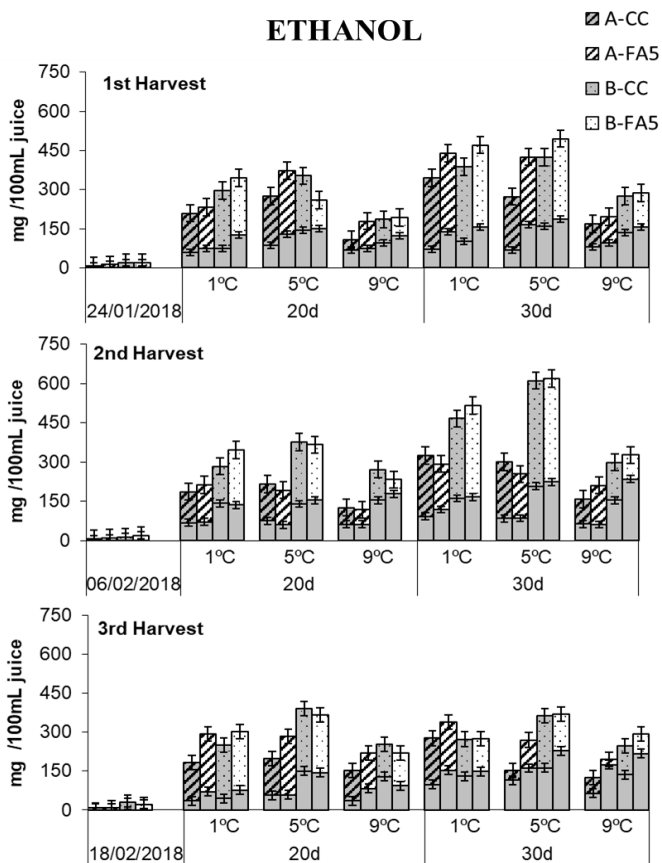 ETHANOL
A-CC
A-FA5
B-CC
B-FA5
1st Harvest
mg /100mL juice
750
600
450
300
150
0
1ºC 5ºC 9ºC 1ºC 5ºC 9ºC
24/01/2018 20d 30d
2nd Harvest
mg /100mL juice
750
600
450
300
150
0
1ºC 5ºC 9ºC 1ºC 5ºC 9ºC
06/02/2018 20d 30d
3rd Harvest
mg /100mL juice
750
600
450
300
150
0
1ºC 5ºC 9ºC 1ºC 5ºC 9ºC
18/02/2018 20d 30d